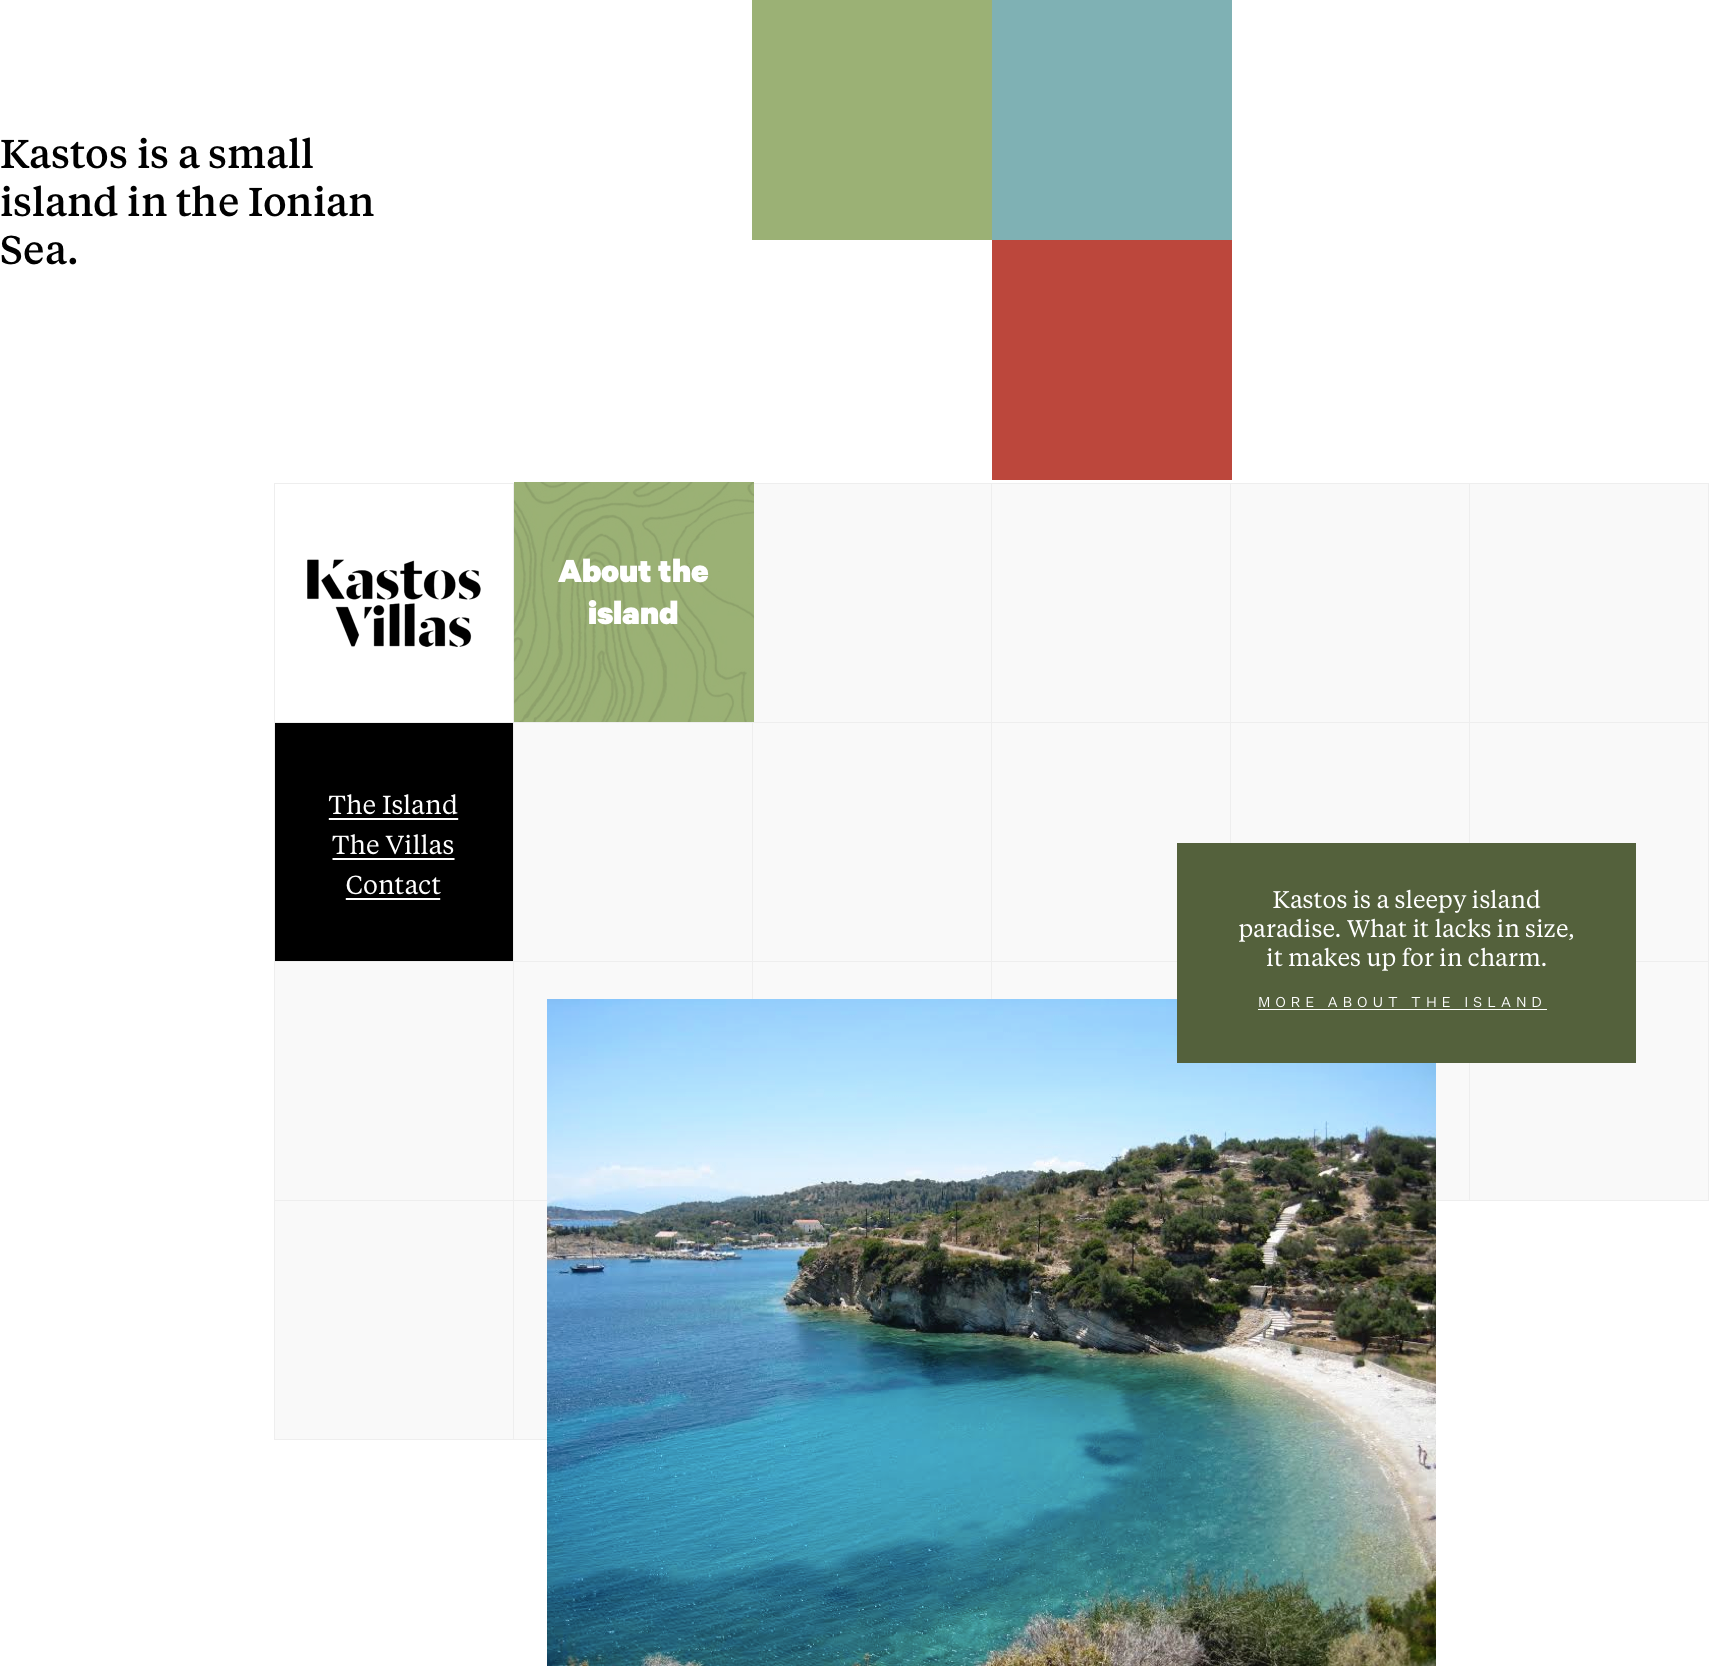 Kastos is a small
island in the Ionian
Sea.
Kastos
Villas
About the
island
The Island
The Villas
Contact
Kastos is a sleepy island
paradise. What it lacks in size,
it makes up for in charm.
MORE ABOUT THE ISLAND